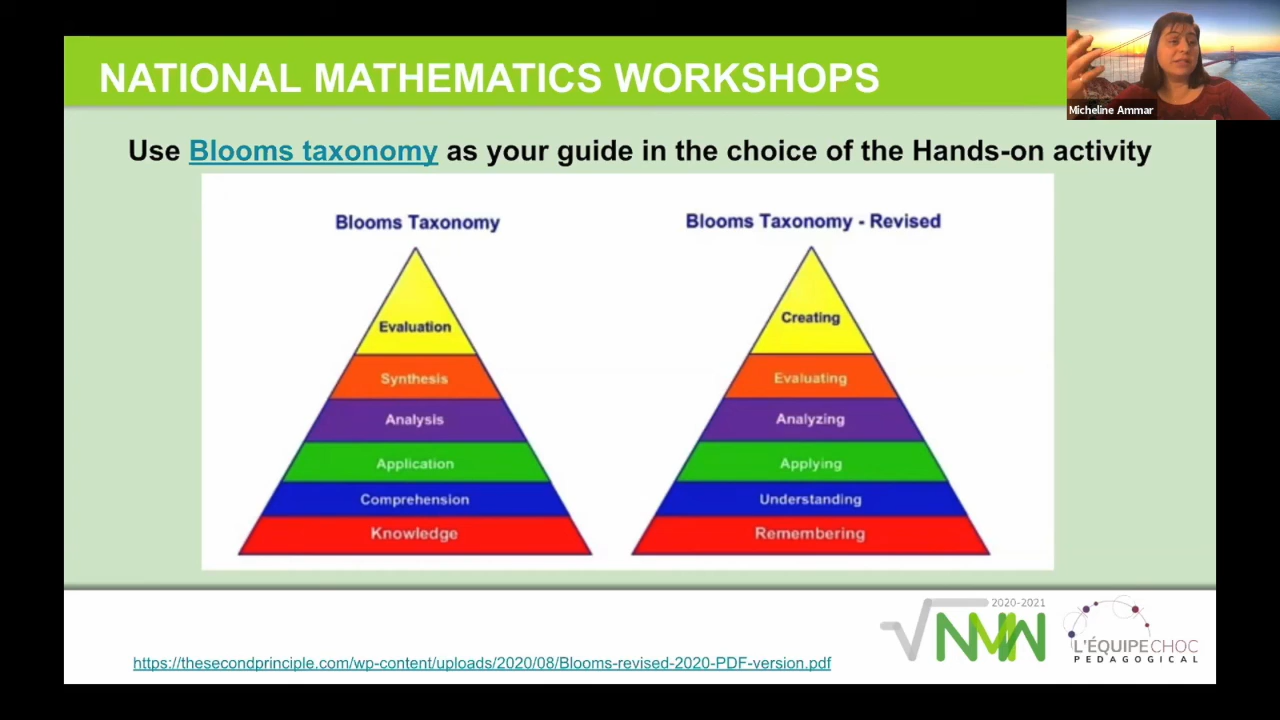 NATIONAL MATHEMATICS WORKSHOPS
Micheline Ammar
Use Blooms taxonomy as your guide in the choice of the Hands-on activity
Blooms Taxonomy
Evaluation
Synthesis
Analysis
Application
Comprehension
Knowledge
Blooms Taxonomy - Revised
Creating
Evaluating
Analyzing
Applying
Understanding
Remembering
2020-2021
NMW
L'ÉQUIPECHOC
PEDAGOGICAL
https://thesecondprinciple.com/wp-content/uploads/2020/08/Blooms-revised-2020-PDF-version.pdf